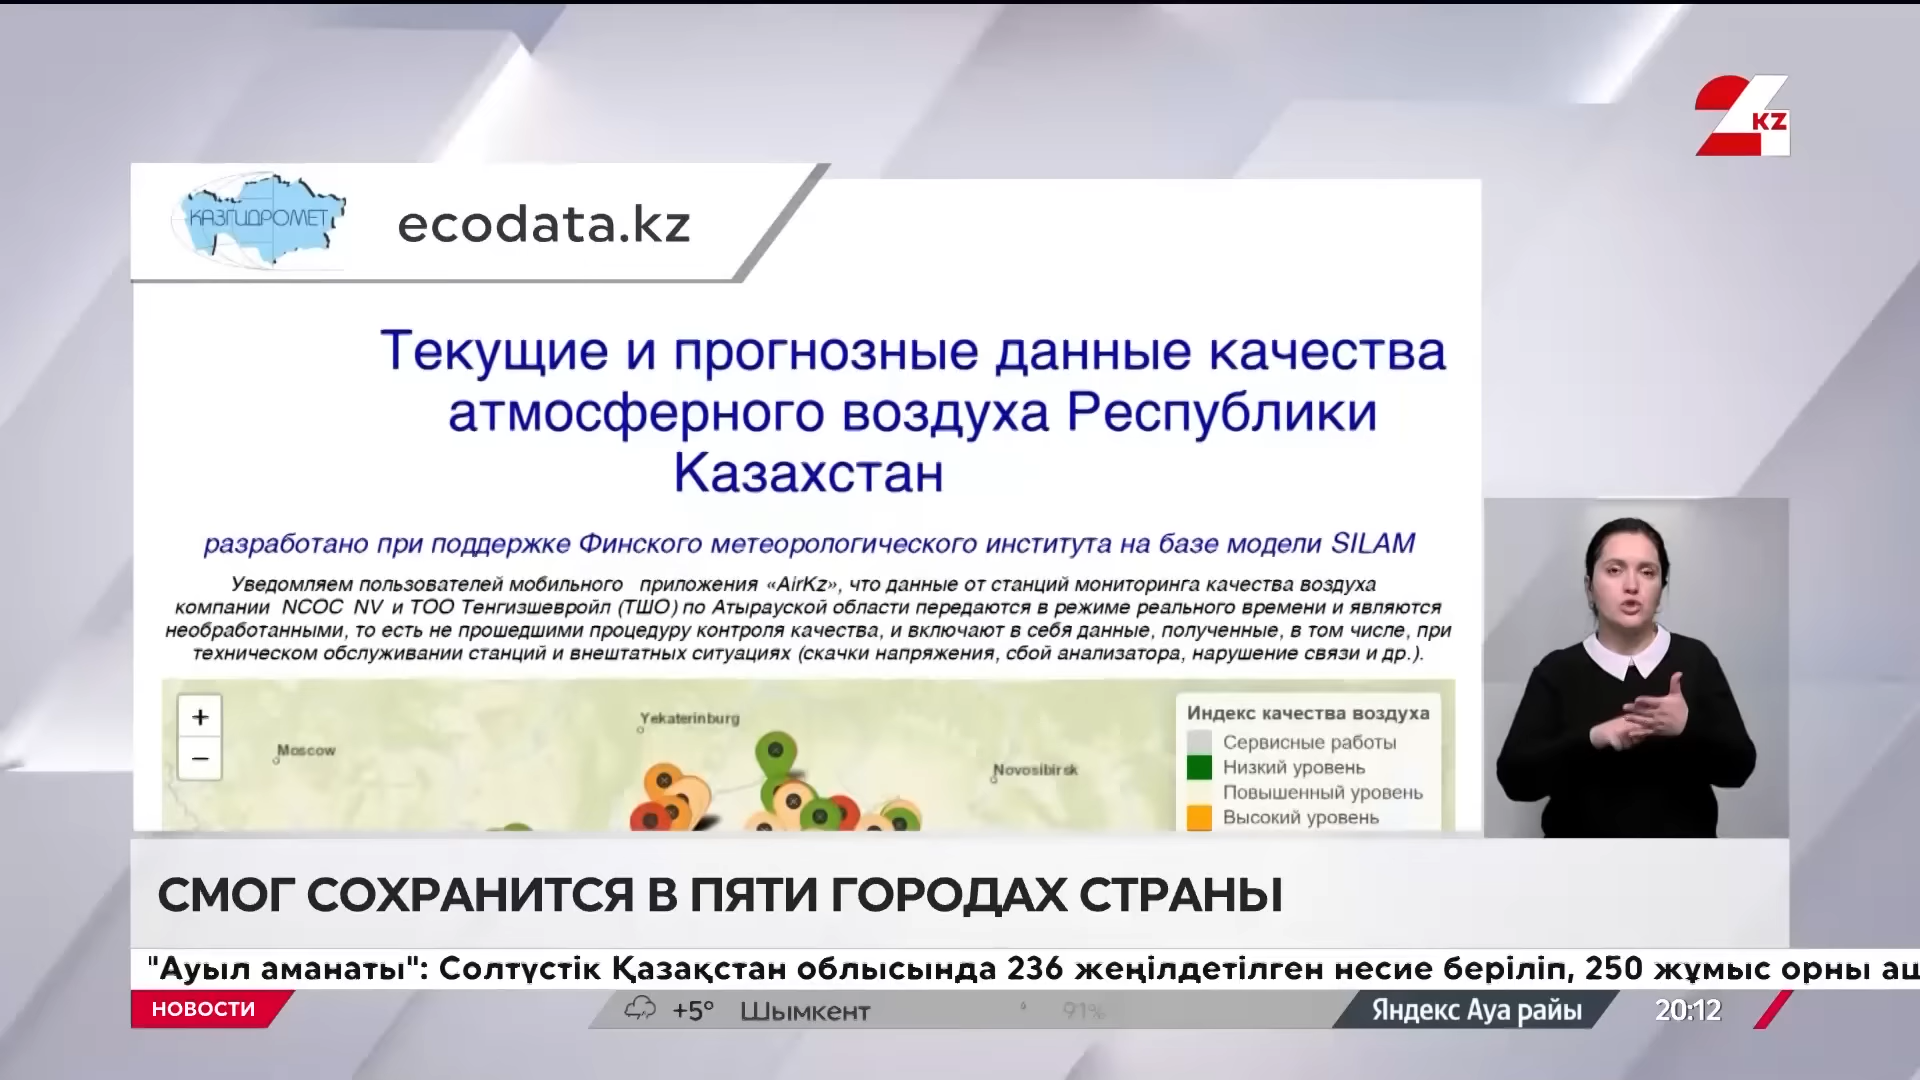 24 KZ
КАЗГИДРОМЕТ
ecodata.kz
Текущие и прогнозные данные качества
атмосферного воздуха Республики
Казахстан
разработано при поддержке Финского метеорологического института на базе модели SILAM
Уведомляем пользователей мобильного приложения «AirKz», что данные от станций мониторинга качества воздуха
компании NCOC NV и ТОО Тенгизшевройл (ТШО) по Атырауской области передаются в режиме реального времени и являются
необработанными, то есть не прошедшими процедуру контроля качества, и включают в себя данные, полученные, в том числе, при
техническом обслуживании станций и внештатных ситуациях (скачки напряжения, сбой анализатора, нарушение связи и др.).
+
−
Moscow
Yekaterinburg
Novosibirsk
Индекс качества воздуха
Сервисные работы
Низкий уровень
Повышенный уровень
Высокий уровень
СМОГ СОХРАНИТСЯ В ПЯТИ ГОРОДАХ СТРАНЫ
"Ауыл аманаты": Солтүстік Қазақстан облысында 236 жеңілдетілген несие беріліп, 250 жұмыс орны аш
НОВОСТИ
+5° Шымкент 91%
Яндекс Ауа райы
20:12